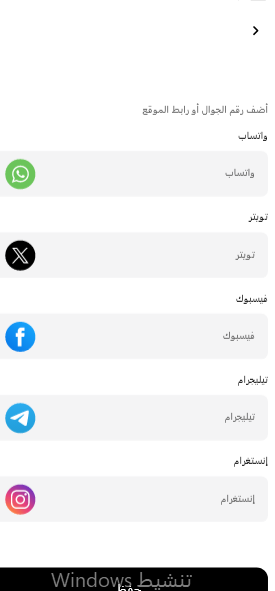 أضف رقم الجوال أو رابط الموقع
واتساب
واتساب
تويتر
تويتر
فيسبوك
فيسبوك
تيليجرام
تيليجرام
إنستغرام
إنستغرام
تنشيط Windows
حفظ